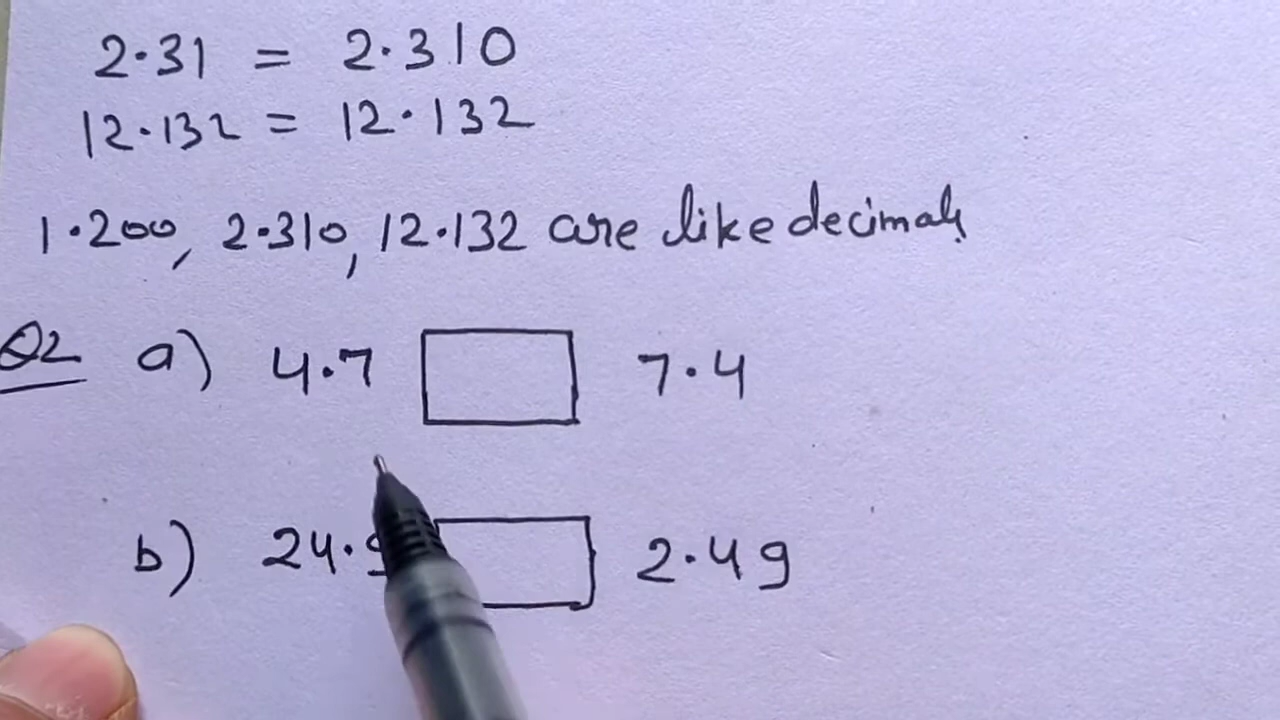 2.31 = 2.310
12.132 = 12.132
1.200, 2.310, 12.132 are like decimals
Q2 a) 4.7 7.4
b) 24.9 2.49